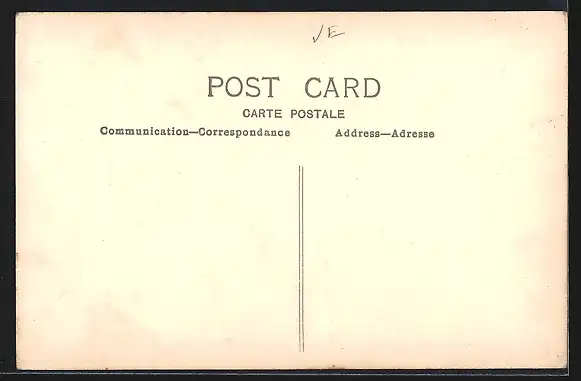 VE
POST CARD
CARTE POSTALE
Communication—Correspondance Address—Adresse